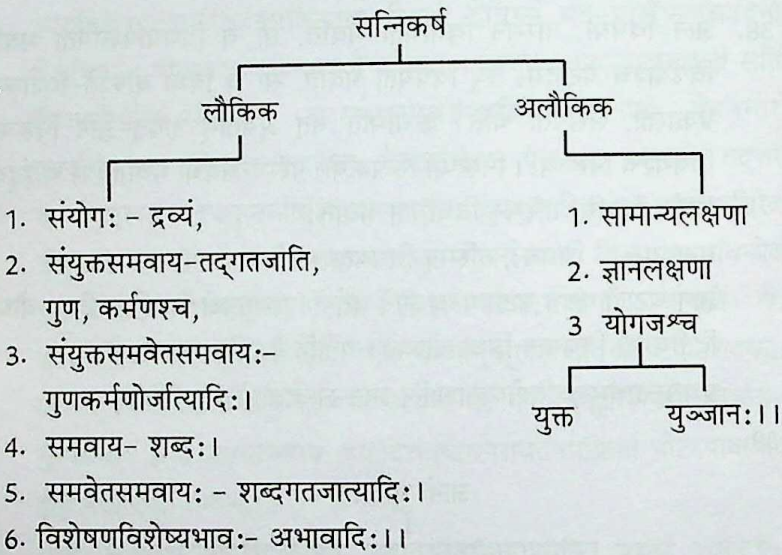 सन्निकर्ष
लौकिक
अलौकिक
1. संयोग: - द्रव्यं,
2. संयुक्तसमवाय-तद्‌गतजाति,
गुण, कर्मणश्च,
3. संयुक्तसमवेतसमवाय:-
गुणकर्मणोर्जात्यादि:।
4. समवाय- शब्द:।
5. समवेतसमवाय: - शब्दगतजात्यादि:।
6. विशेषणविशेष्यभाव:- अभावादि:।।
1. सामान्यलक्षणा
2. ज्ञानलक्षणा
3 योगजश्च
युक्त
युञ्जान:।।